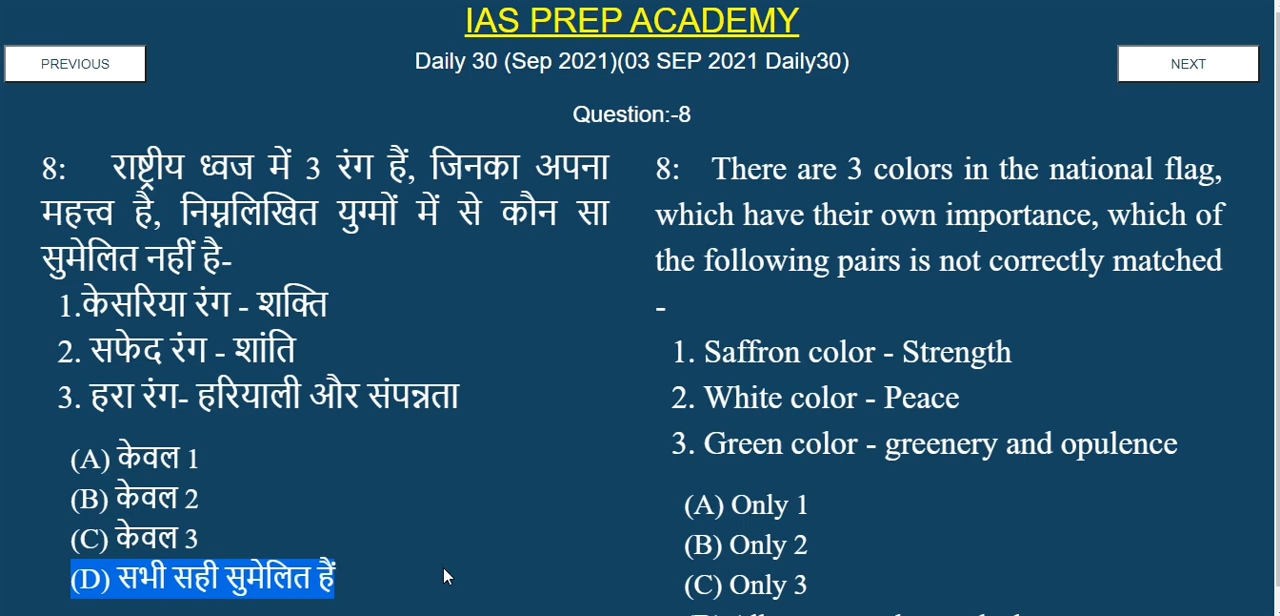 IAS PREP ACADEMY
PREVIOUS
Daily 30 (Sep 2021)(03 SEP 2021 Daily30)
NEXT
Question:-8
8: राष्ट्रीय ध्वज में 3 रंग हैं, जिनका अपना
महत्त्व है, निम्नलिखित युग्मों में से कौन सा
सुमेलित नहीं है-
1.केसरिया रंग - शक्ति
2. सफेद रंग - शांति
3. हरा रंग- हरियाली और संपन्नता
(A) केवल 1
(B) केवल 2
(C) केवल 3
(D) सभी सही सुमेलित हैं
8: There are 3 colors in the national flag,
which have their own importance, which of
the following pairs is not correctly matched
-
1. Saffron color - Strength
2. White color - Peace
3. Green color - greenery and opulence
(A) Only 1
(B) Only 2
(C) Only 3